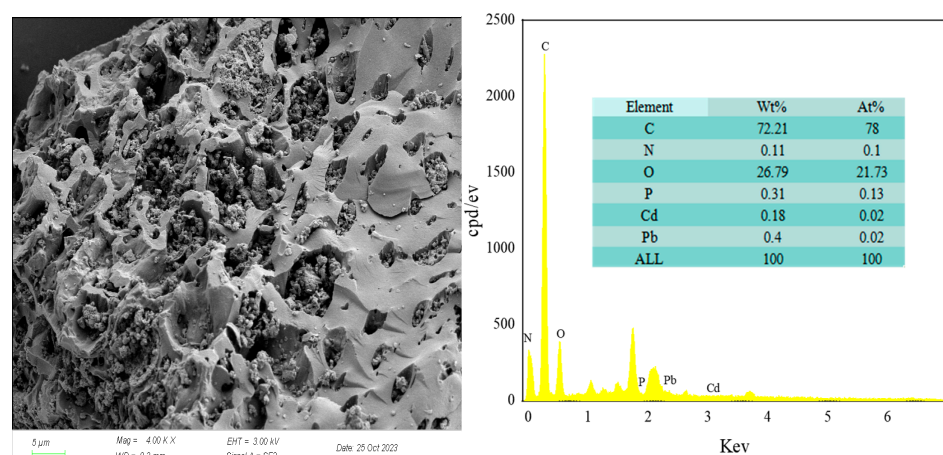 5 µm
Mag = 4.00 K X
EHT = 3.00 kV
Date: 25 Oct 2023
2500
2000
1500
1000
500
0
cpd/ev
C
N
O
P
Pb
Cd
Element Wt% At%
C 72.21 78
N 0.11 0.1
O 26.79 21.73
P 0.31 0.13
Cd 0.18 0.02
Pb 0.4 0.02
ALL 100 100
0 1 2 3 4 5 6
Kev